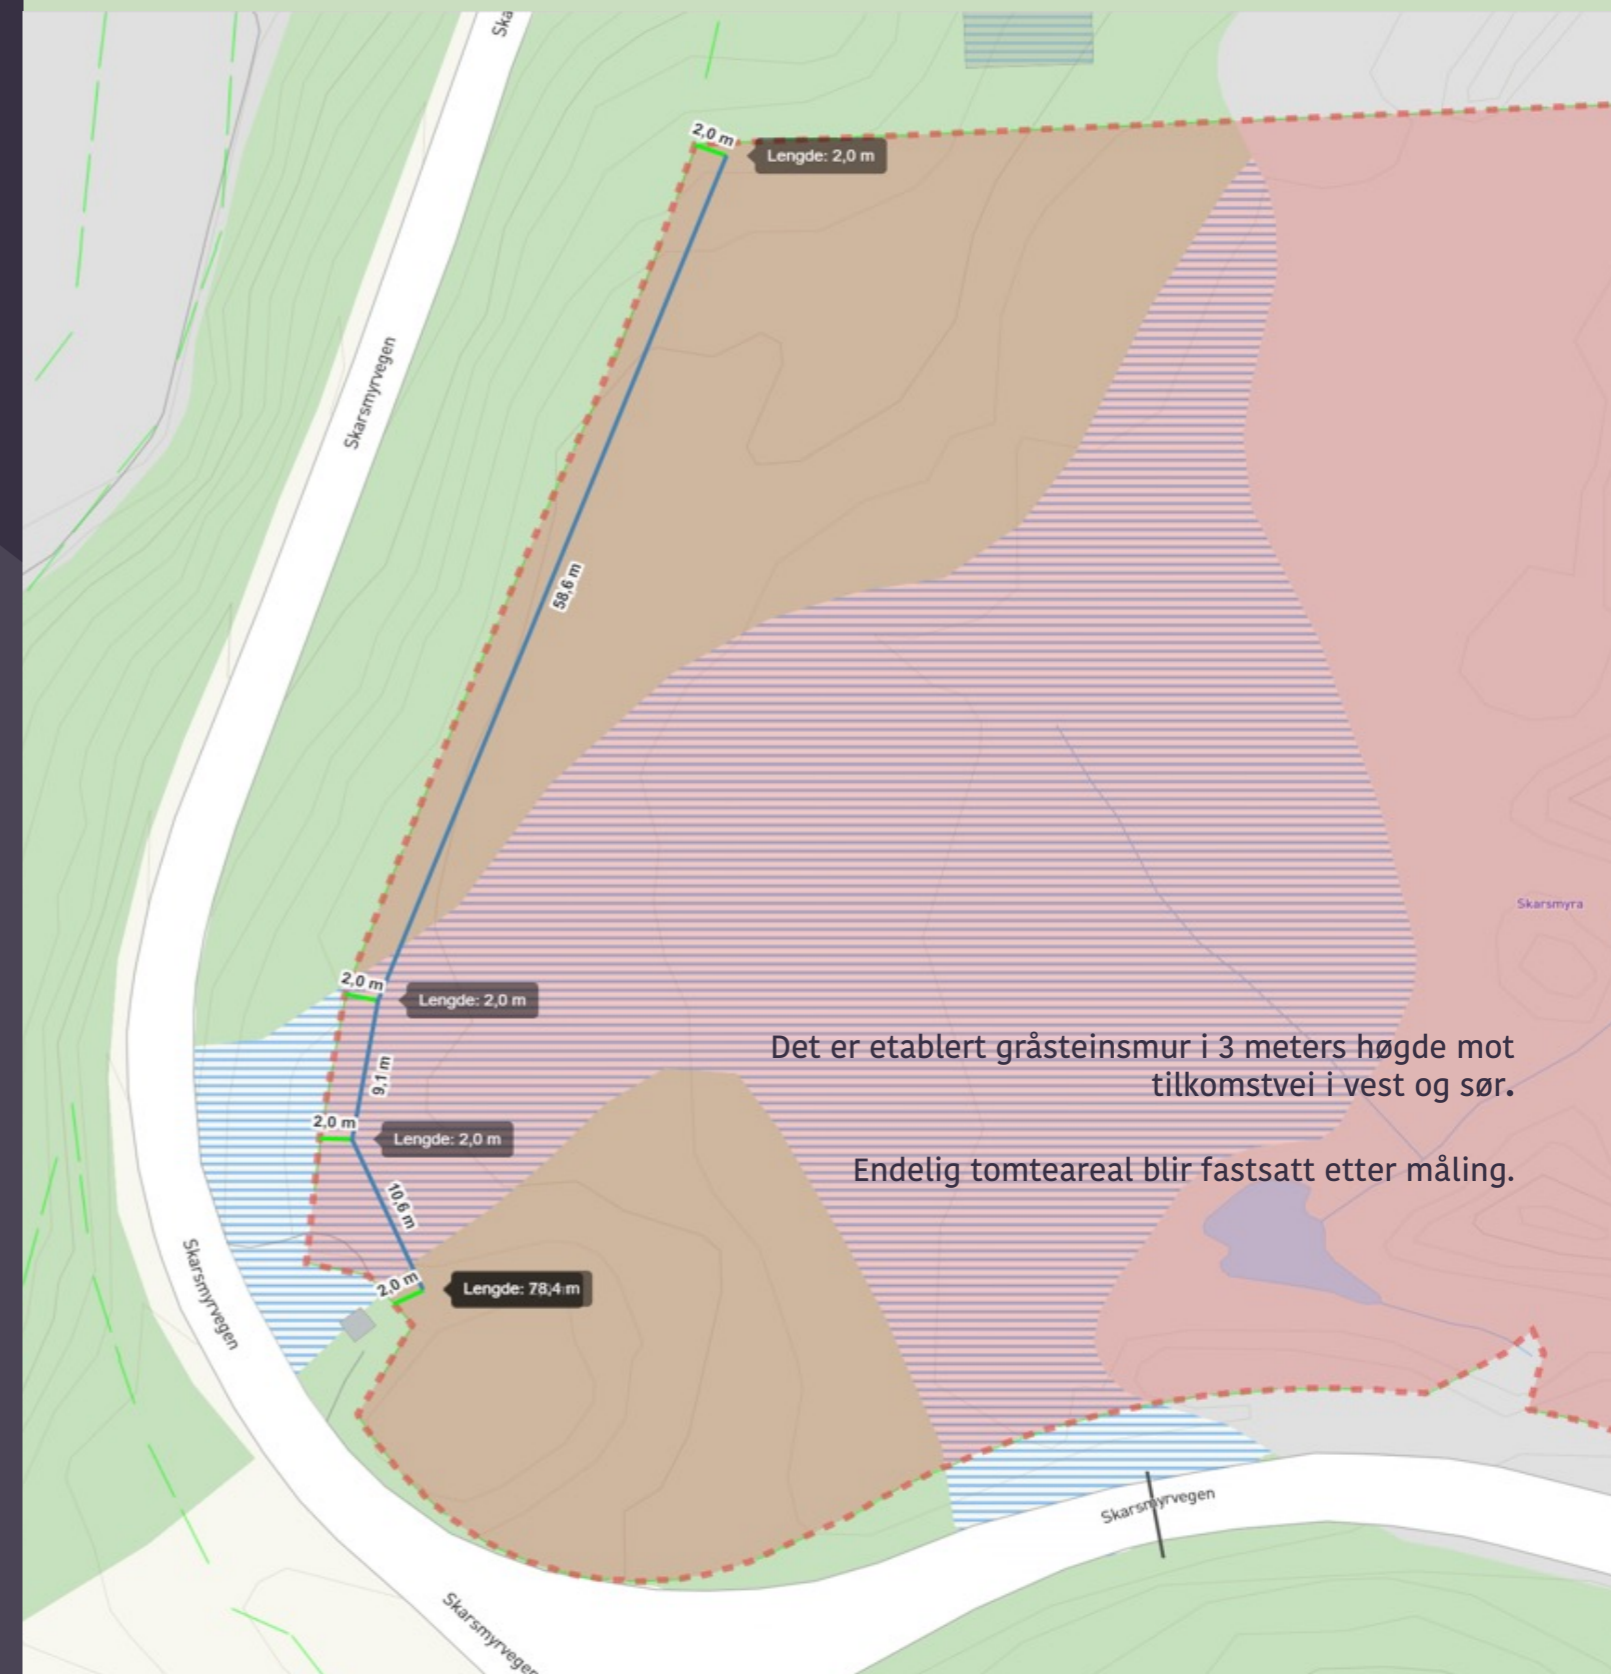 Ska
2,0 m
Lengde: 2,0 m
Skarsmyrvegen
58,6 m
Skarsmyra
2,0 m
Lengde: 2,0 m
Det er etablert gråsteinsmur i 3 meters høgde mot
tilkomstvei i vest og sør.
9,1 m
2,0 m
Lengde: 2,0 m
Endelig tomteareal blir fastsatt etter måling.
10,6 m
Skarsmyrvegen
2,0 m
Lengde: 78,4 m
Skarsmyrvegen
Skarsmyrvegen